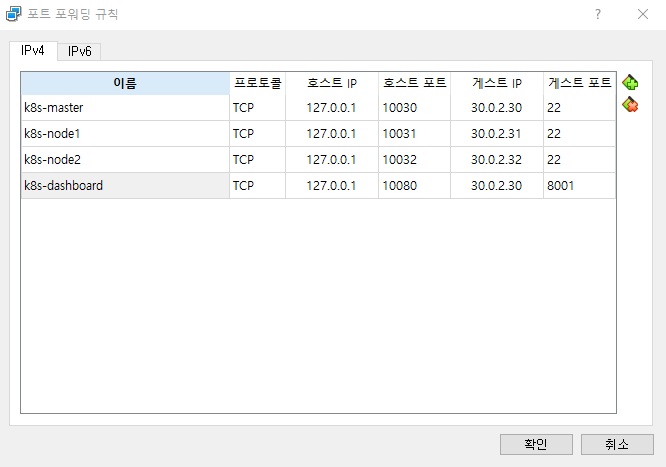 포트 포워딩 규칙
IPv4 IPv6
이름 프로토콜 호스트 IP 호스트 포트 게스트 IP 게스트 포트
k8s-master TCP 127.0.0.1 10030 30.0.2.30 22
k8s-node1 TCP 127.0.0.1 10031 30.0.2.31 22
k8s-node2 TCP 127.0.0.1 10032 30.0.2.32 22
k8s-dashboard TCP 127.0.0.1 10080 30.0.2.30 8001
확인 취소